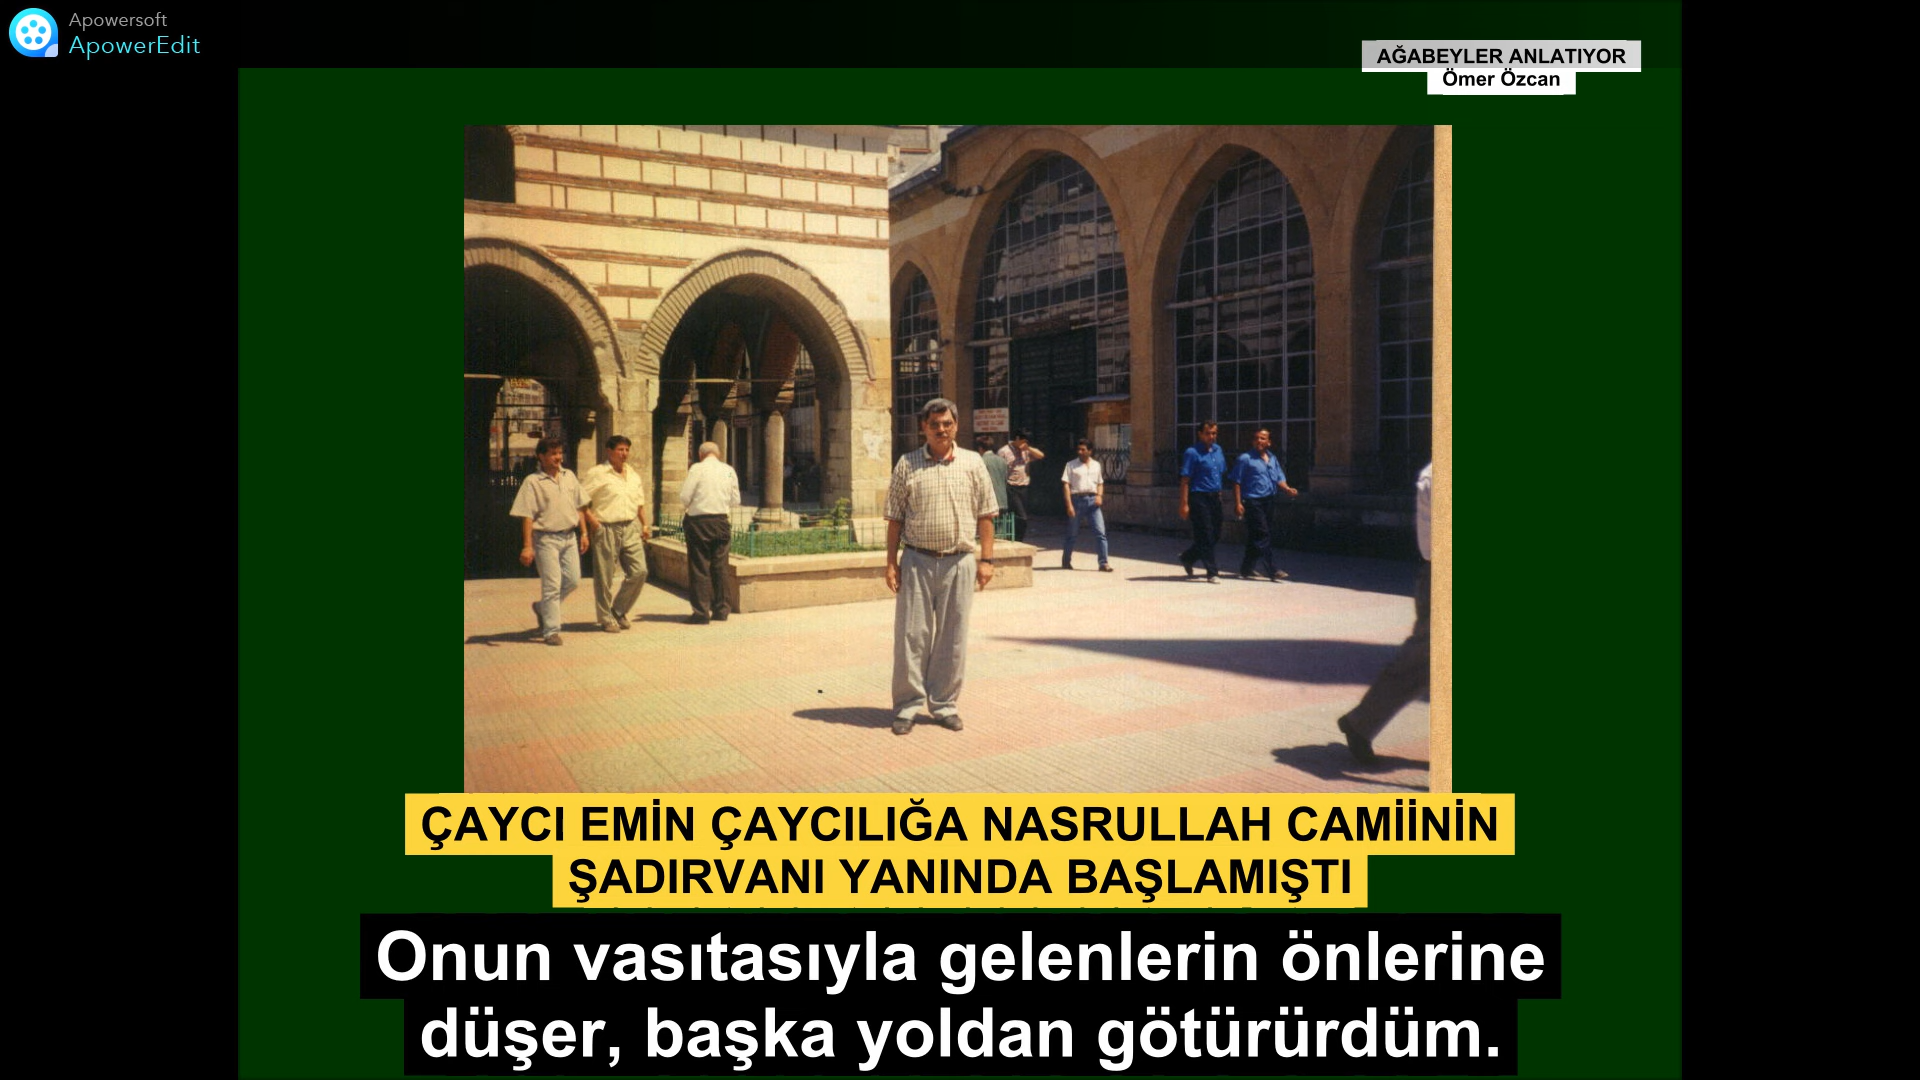 Apowersoft
ApowerEdit
AĞABEYLER ANLATIYOR
Ömer Özcan
ÇAYCI EMİN ÇAYCILIĞA NASRULLAH CAMİİNİN
ŞADIRVANI YANINDA BAŞLAMIŞTI
Onun vasıtasıyla gelenlerin önlerine
düşer, başka yoldan götürürdüm.